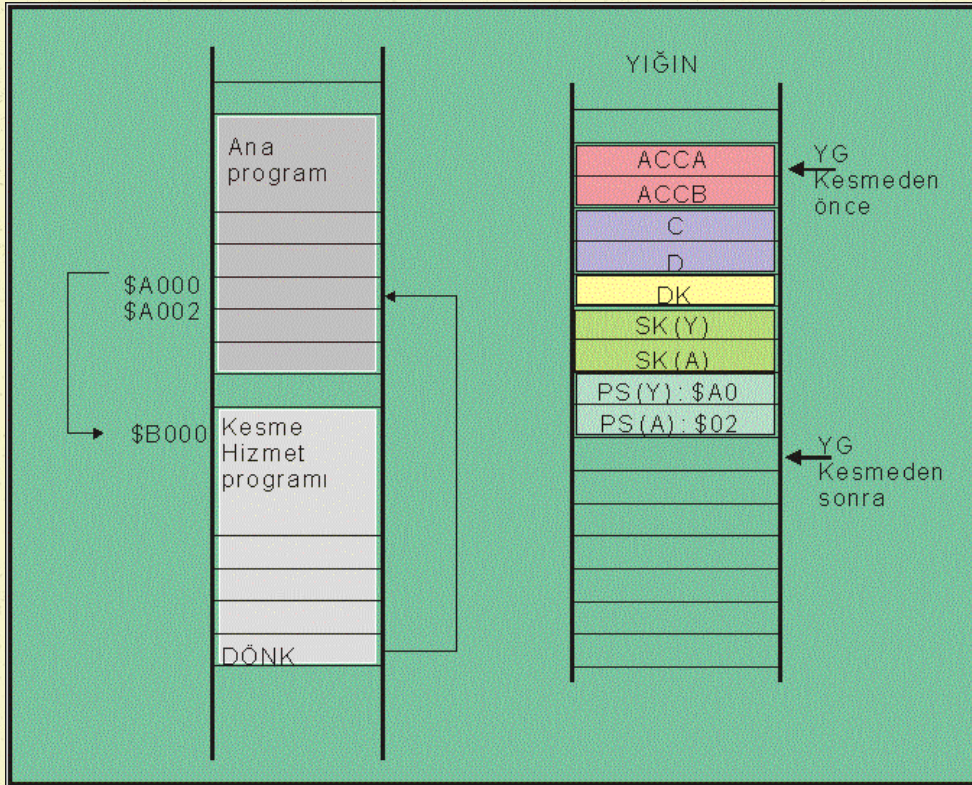 Ana
program
$A000
$A002
$B000
Kesme
Hizmet
programı
DÖNK
YIĞIN
ACCA
ACCB
C
D
DK
SK(Y)
SK(A)
PS(Y): $A0
PS(A): $02
YG
Kesmeden
önce
YG
Kesmeden
sonra